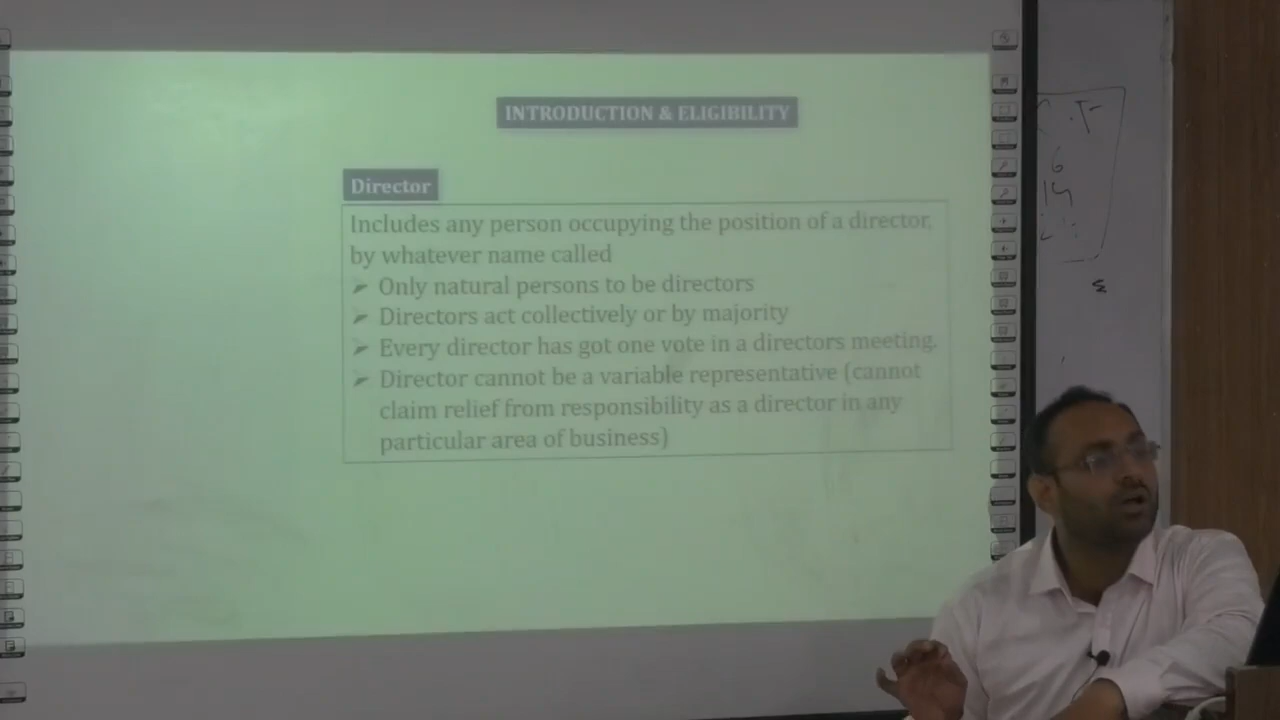 INTRODUCTION & ELIGIBILITY
Director
Includes any person occupying the position of a director,
by whatever name called
➢ Only natural persons to be directors
➢ Directors act collectively or by majority
➢ Every director has got one vote in a directors meeting.
➢ Director cannot be a variable representative (cannot
claim relief from responsibility as a director in any
particular area of business)